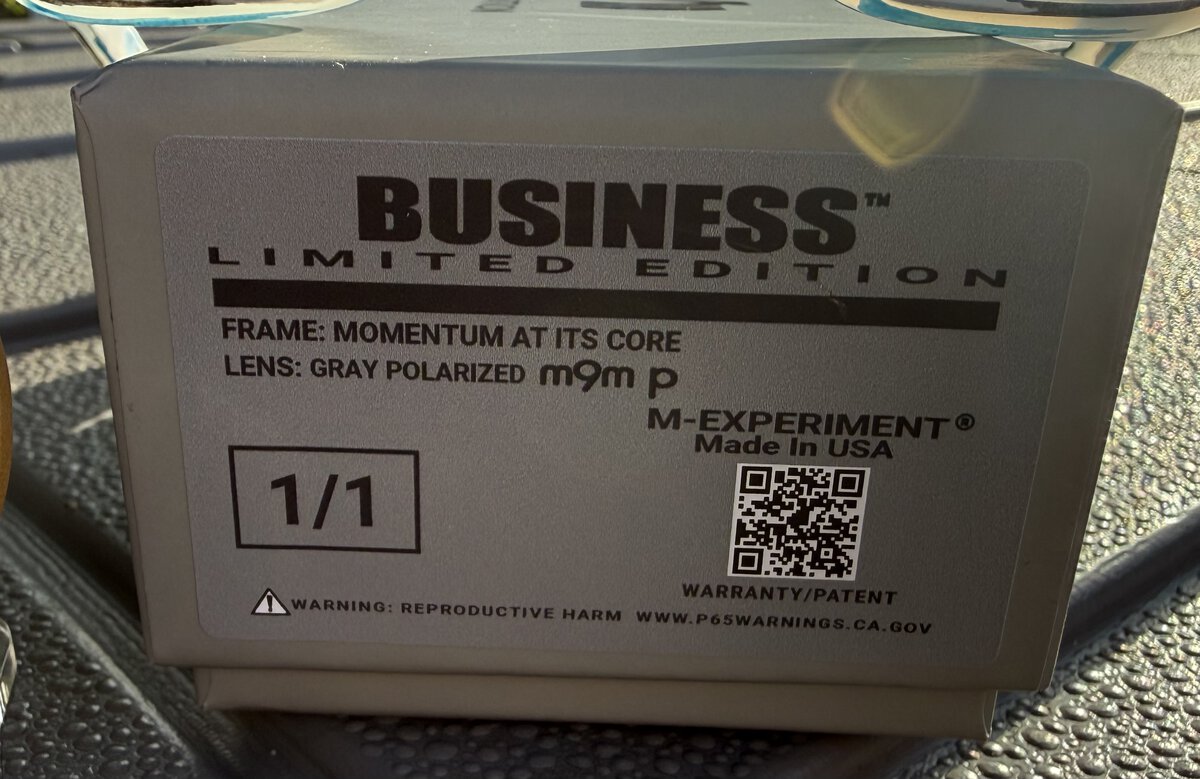 BUSINESS™
LIMITED EDITION
FRAME: MOMENTUM AT ITS CORE
LENS: GRAY POLARIZED m9m p
M-EXPERIMENT®
Made In USA
1/1
WARRANTY/PATENT
WARNING: REPRODUCTIVE HARM WWW.P65WARNINGS.CA.GOV